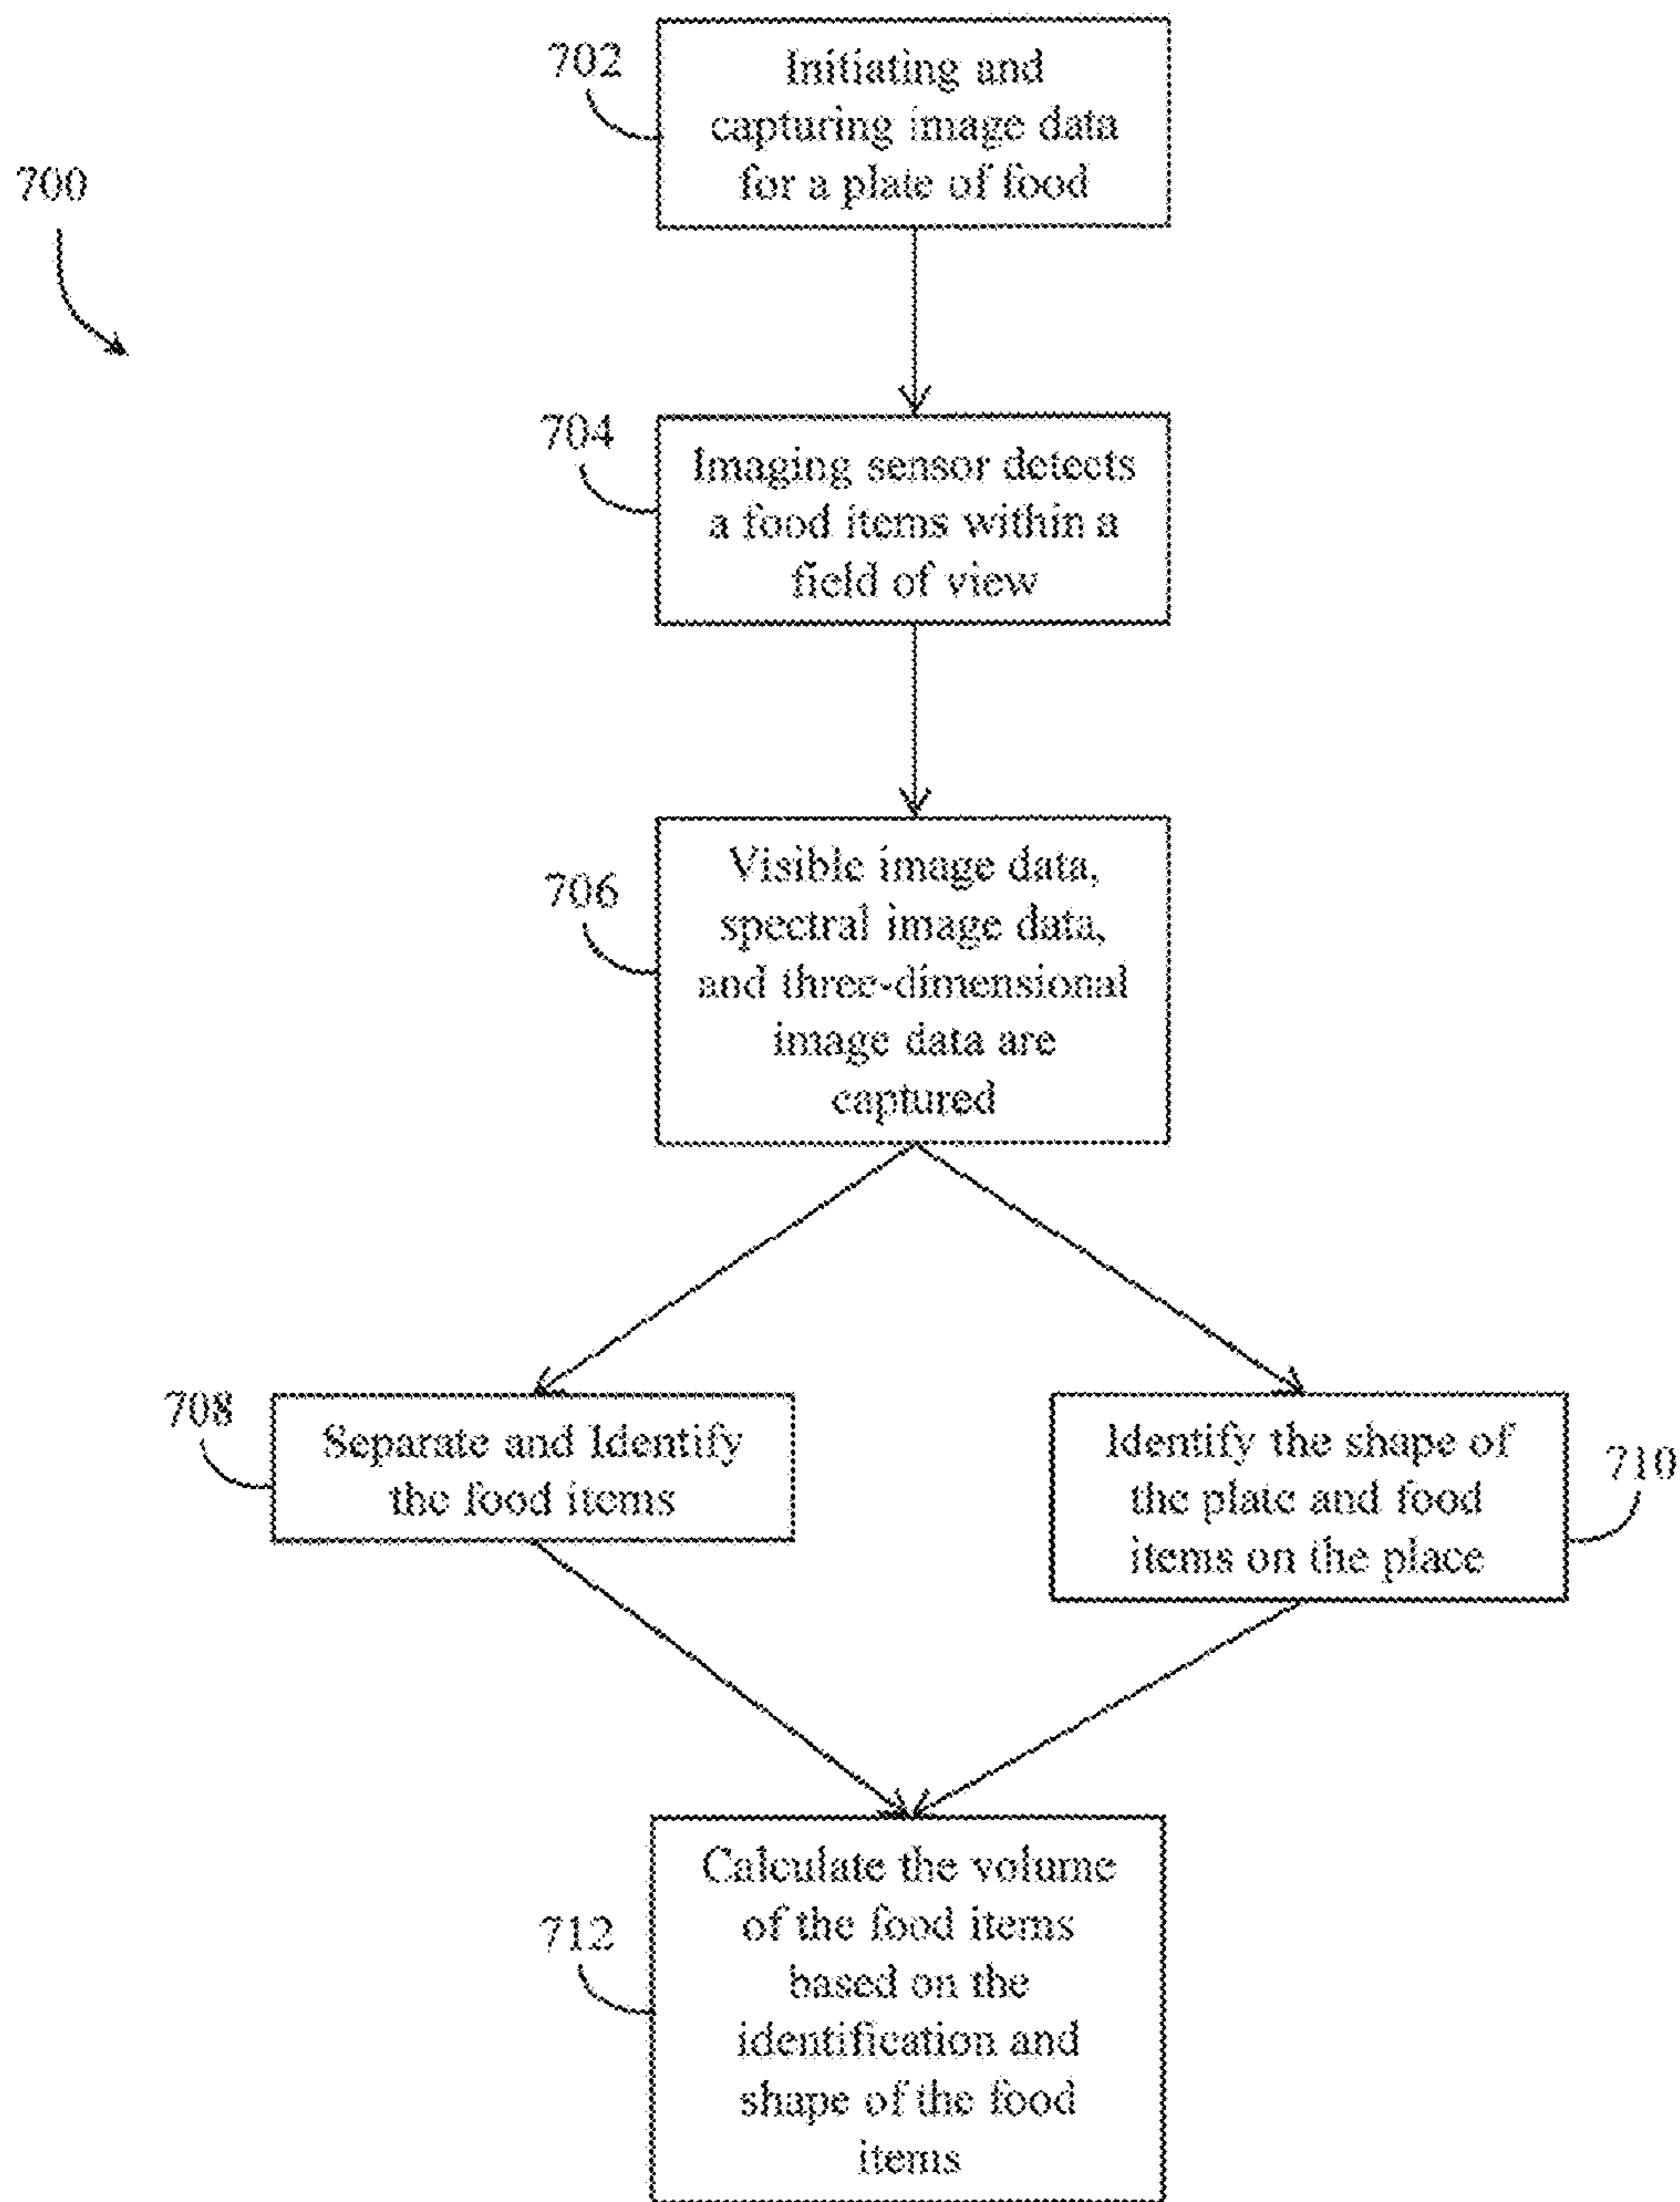 702
Initiating and
capturing image data
for a plate of food
700
704
Imaging sensor detects
a food items within a
field of view
706
Visible image data,
spectral image data,
and three-dimensional
image data are
captured
708
Separate and Identify
the food items
Identify the shape of
the plate and food
items on the place
710
712
Calculate the volume
of the food items
based on the
identification and
shape of the food
items